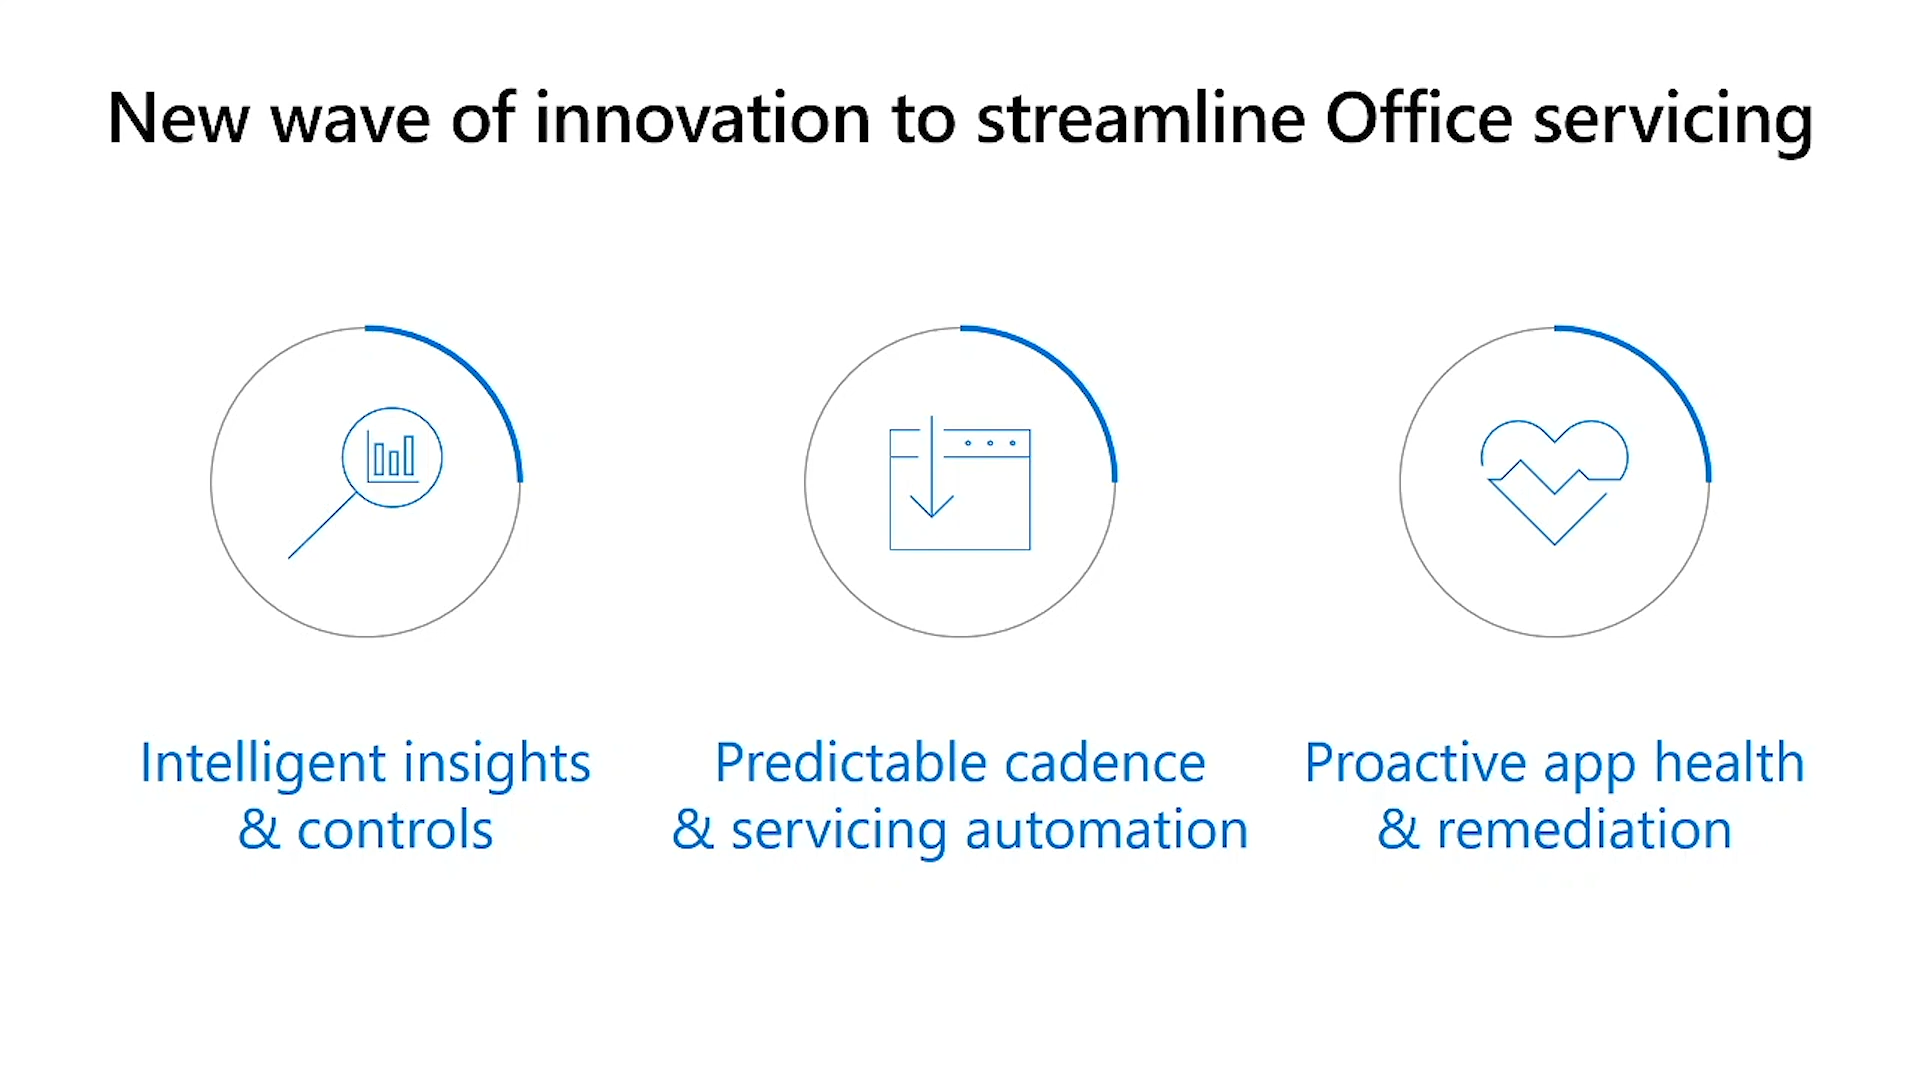 New wave of innovation to streamline Office servicing
Intelligent insights
& controls
Predictable cadence
& servicing automation
Proactive app health
& remediation